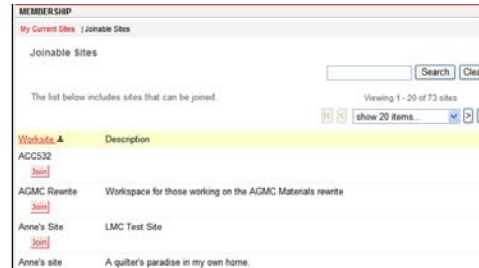 MEMBERSHIP
My Current Sites | Joinable Sites
Joinable Sites
Search Clea
The list below includes sites that can be joined.
Viewing 1 - 20 of 73 sites
|< < show 20 items... >
Worksite Description
ACC532
Join
AGMC Rewrite Workspace for those working on the AGMC Materials rewrite
Join
Anne's Site LMC Test Site
Join
Anne's site A quilter's paradise in my own home.